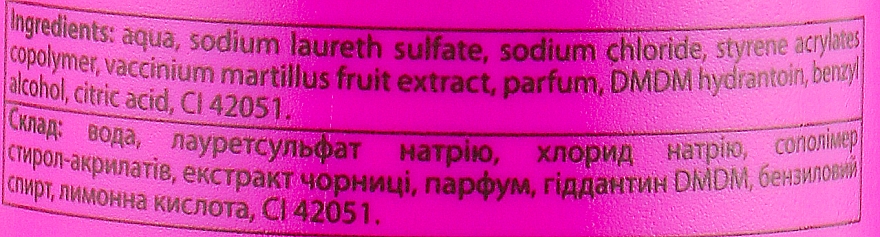 Ingredients: aqua, sodium laureth sulfate, sodium chloride, styrene acrylates
copolymer, vaccinium martillus fruit extract, parfum, DMDM hydrantoin, benzyl
alcohol, citric acid, CI 42051.
Склад: вода, лауретсульфат натрію, хлорид натрію, сополімер
стирол-акрилатів, екстракт чорниці, парфум, гіддантин DMDM, бензиловий
спирт, лимонна кислота, CI 42051.